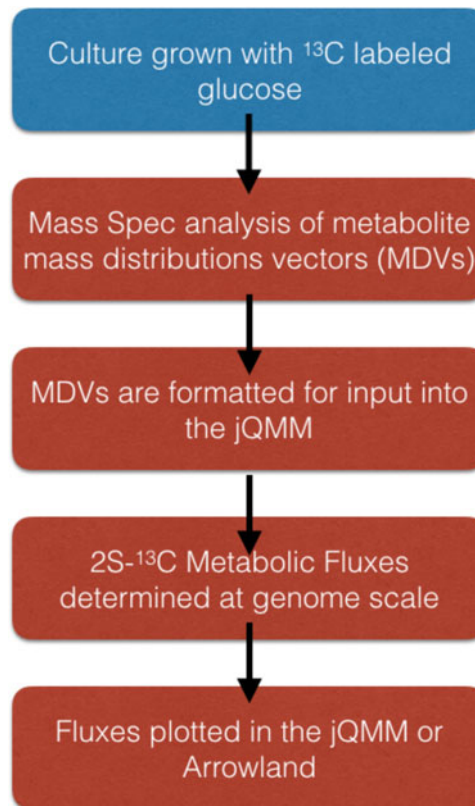 Culture grown with ¹³C labeled
glucose
Mass Spec analysis of metabolite
mass distributions vectors (MDVs)
MDVs are formatted for input into
the jQMM
2S-¹³C Metabolic Fluxes
determined at genome scale
Fluxes plotted in the jQMM or
Arrowland